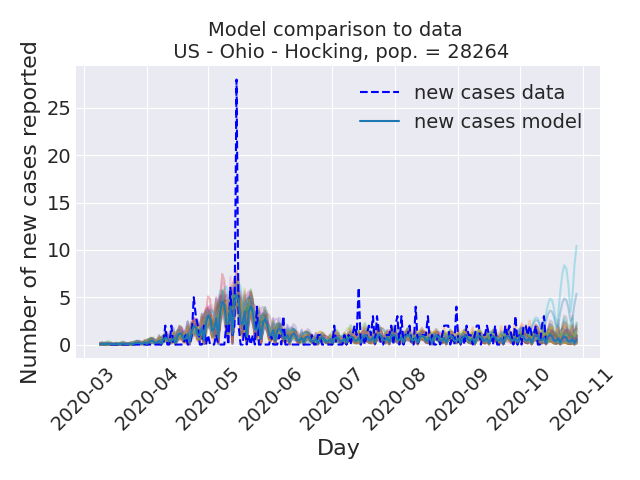 Model comparison to data
US - Ohio - Hocking, pop. = 28264
Number of new cases reported
25
20
15
10
5
0
new cases data
new cases model
2020-03
2020-04
2020-05
2020-06
2020-07
2020-08
2020-09
2020-10
2020-11
Day